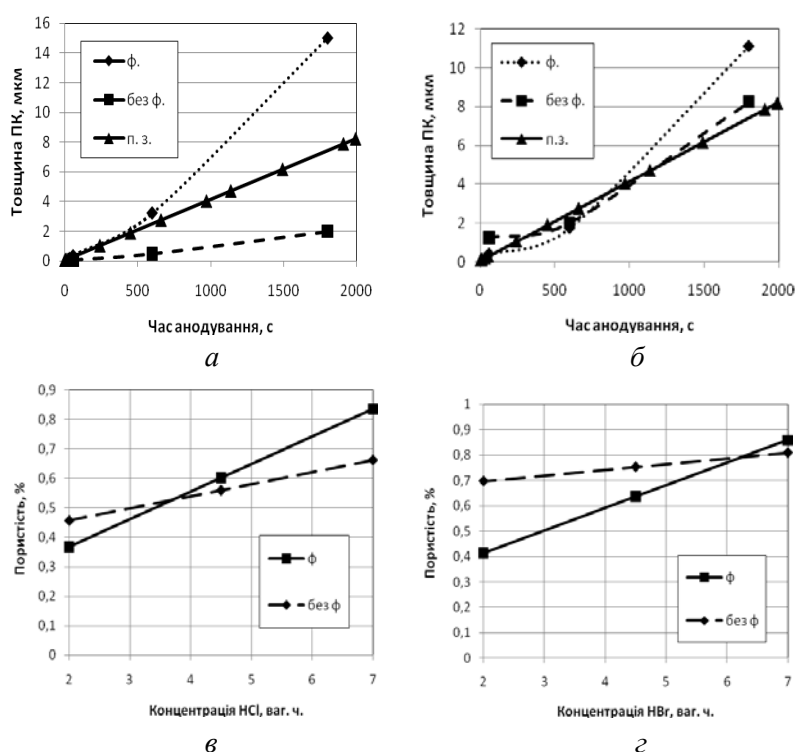 16
14
12
10
8
6
4
2
0
Товщина ПК, мкм
ф.
без ф.
п. з.
0 500 1000 1500 2000
Час анодування, с
а
12
10
8
6
4
2
0
Товщина ПК, мкм
ф.
без ф.
п.з.
0 500 1000 1500 2000
Час анодування, с
б
0,9
0,8
0,7
0,6
0,5
0,4
0,3
0,2
0,1
0
Пористість, %
ф
без ф
2 3 4 5 6 7
Концентрація HCl, ваг. ч.
в
1
0,9
0,8
0,7
0,6
0,5
0,4
0,3
0,2
0,1
0
Пористість, %
ф
без ф
2 3 4 5 6 7
Концентрація HBr, ваг. ч.
г